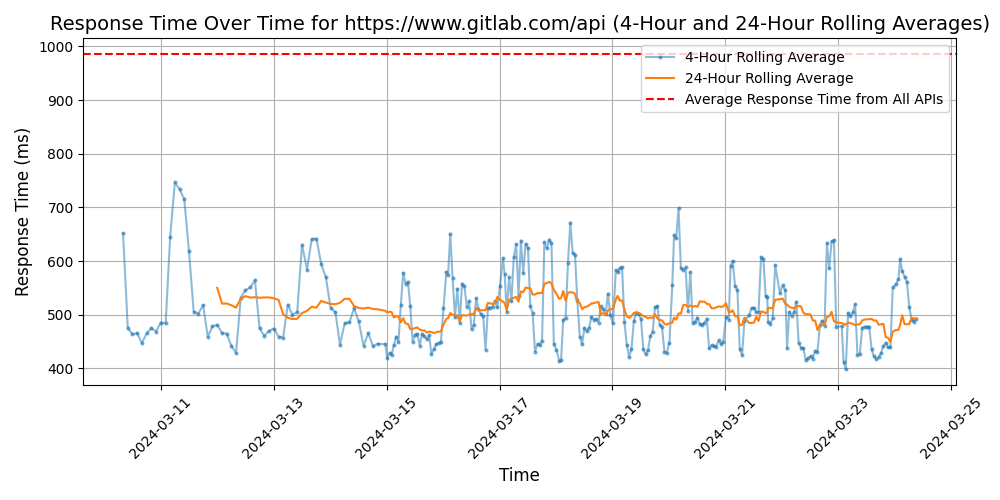 Response Time Over Time for https://www.gitlab.com/api (4-Hour and 24-Hour Rolling Averages)
4-Hour Rolling Average
24-Hour Rolling Average
Average Response Time from All APIs
Response Time (ms)
1000
900
800
700
600
500
400
2024-03-11
2024-03-13
2024-03-15
2024-03-17
2024-03-19
2024-03-21
2024-03-23
2024-03-25
Time